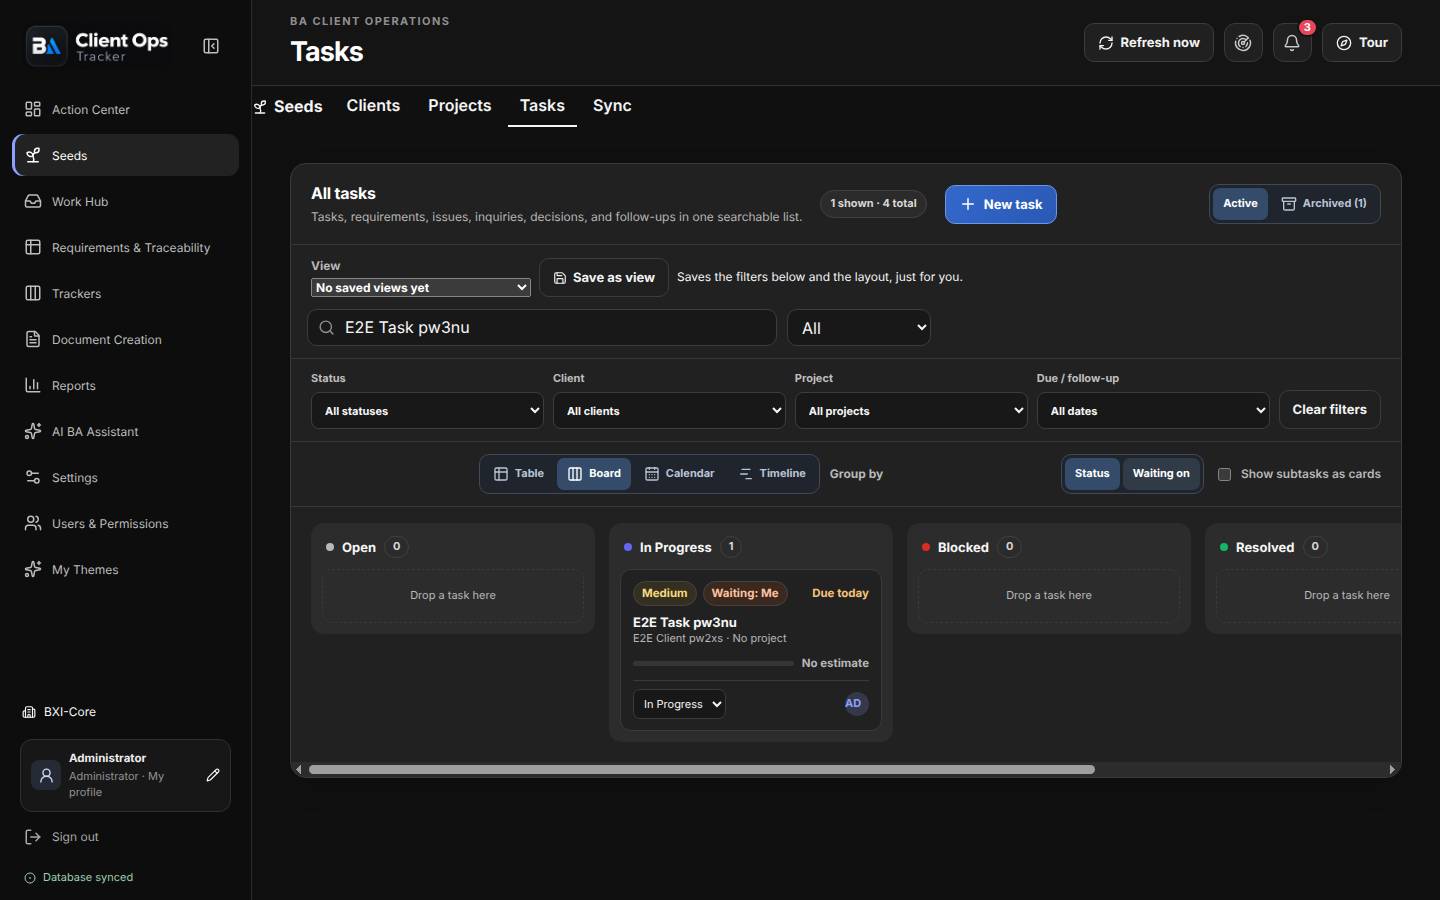 BA Client Ops
Tracker
Action Center
Seeds
Work Hub
Requirements & Traceability
Trackers
Document Creation
Reports
AI BA Assistant
Settings
Users & Permissions
My Themes
BXI-Core
Administrator
Administrator · My
profile
Sign out
Database synced
BA CLIENT OPERATIONS
Tasks
Refresh now
3
Tour
Seeds Clients Projects Tasks Sync
All tasks
Tasks, requirements, issues, inquiries, decisions, and follow-ups in one searchable list.
1 shown · 4 total
New task
Active Archived (1)
View
No saved views yet
Save as view
Saves the filters below and the layout, just for you.
E2E Task pw3nu
All
Status Client Project Due / follow-up
All statuses All clients All projects All dates Clear filters
Table Board Calendar Timeline Group by Status Waiting on Show subtasks as cards
Open 0
Drop a task here
In Progress 1
Medium Waiting: Me Due today
E2E Task pw3nu
E2E Client pw2xs · No project
No estimate
In Progress AD
Blocked 0
Drop a task here
Resolved 0
Drop a task here